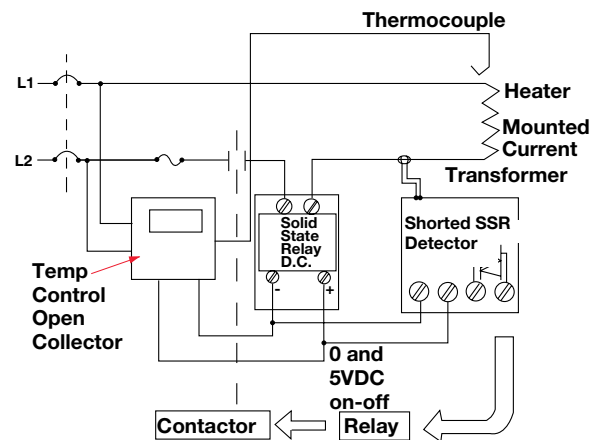 Thermocouple
L1
Heater
Mounted
Current
Transformer
L2
Solid
State
Relay
D.C.
- +
Shorted SSR
Detector
Temp
Control
Open
Collector
0 and
5VDC
on-off
Contactor
Relay